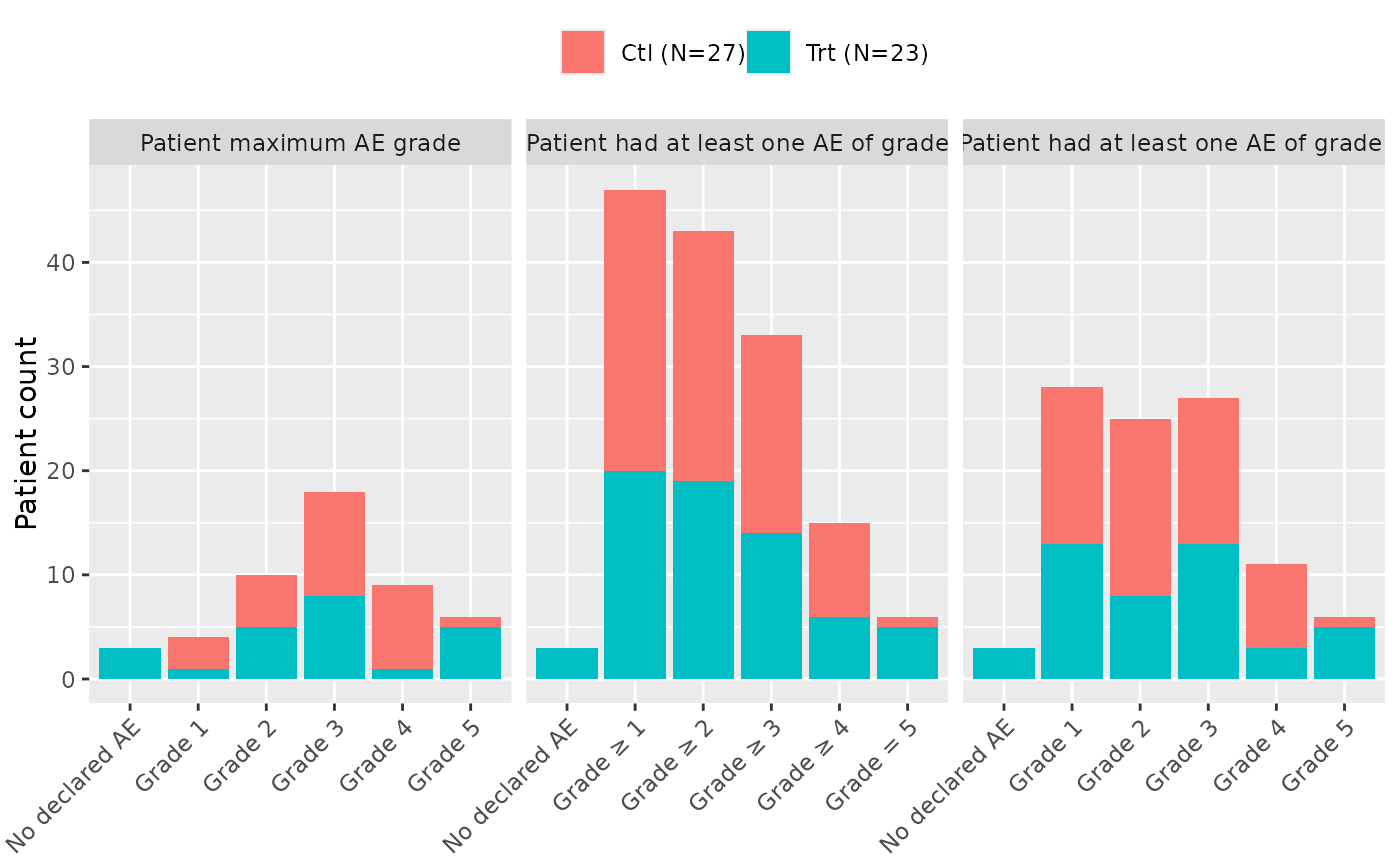 Ctl (N=27) Trt (N=23)
Patient maximum AE grade
Patient had at least one AE of grade
Patient had at least one AE of grade
Patient count
40
30
20
10
0
No declared AE
Grade 1
Grade 2
Grade 3
Grade 4
Grade 5
No declared AE
Grade ≥ 1
Grade ≥ 2
Grade ≥ 3
Grade ≥ 4
Grade = 5
No declared AE
Grade 1
Grade 2
Grade 3
Grade 4
Grade 5